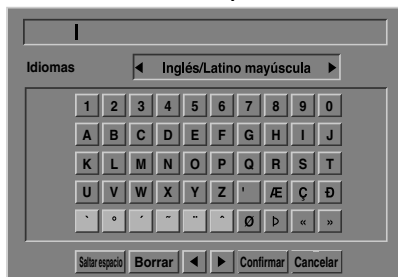 Idiomas ◀ Inglés/Latino mayúscula ▶
1 2 3 4 5 6 7 8 9 0
A B C D E F G H I J
K L M N O P Q R S T
U V W X Y Z ' Æ Ç Đ
` ° ´ ~ ¨ ^ Ø Þ « »
Saltar espacio Borrar ◀ ▶ Confirmar Cancelar